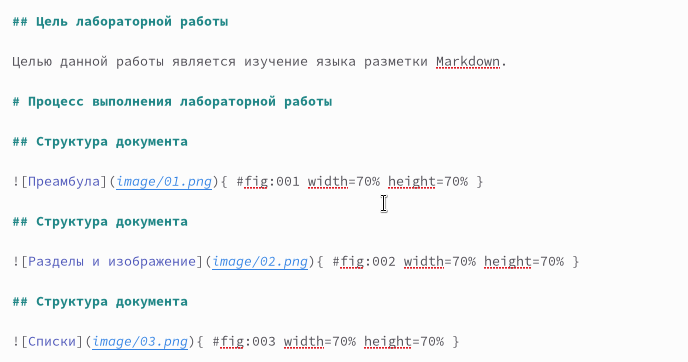 ## Цель лабораторной работы
Целью данной работы является изучение языка разметки Markdown.
# Процесс выполнения лабораторной работы
## Структура документа
![Преамбула](image/01.png){ #fig:001 width=70% height=70% }
## Структура документа
![Разделы и изображение](image/02.png){ #fig:002 width=70% height=70% }
## Структура документа
![Списки](image/03.png){ #fig:003 width=70% height=70% }